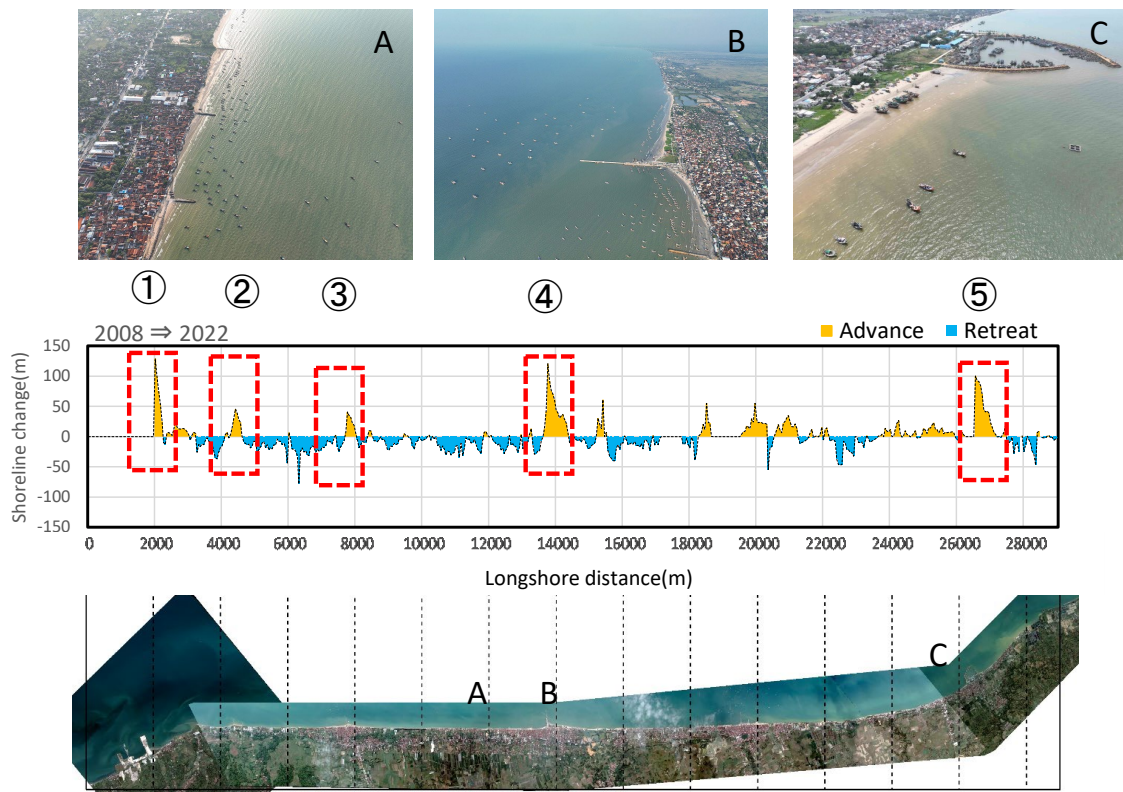 A
B
C
① ② ③ ④ ⑤
2008 ⇒ 2022
Advance Retreat
Shoreline change(m)
150
100
50
0
-50
-100
-150
0 2000 4000 6000 8000 10000 12000 14000 16000 18000 20000 22000 24000 26000 28000
Longshore distance(m)
A B C